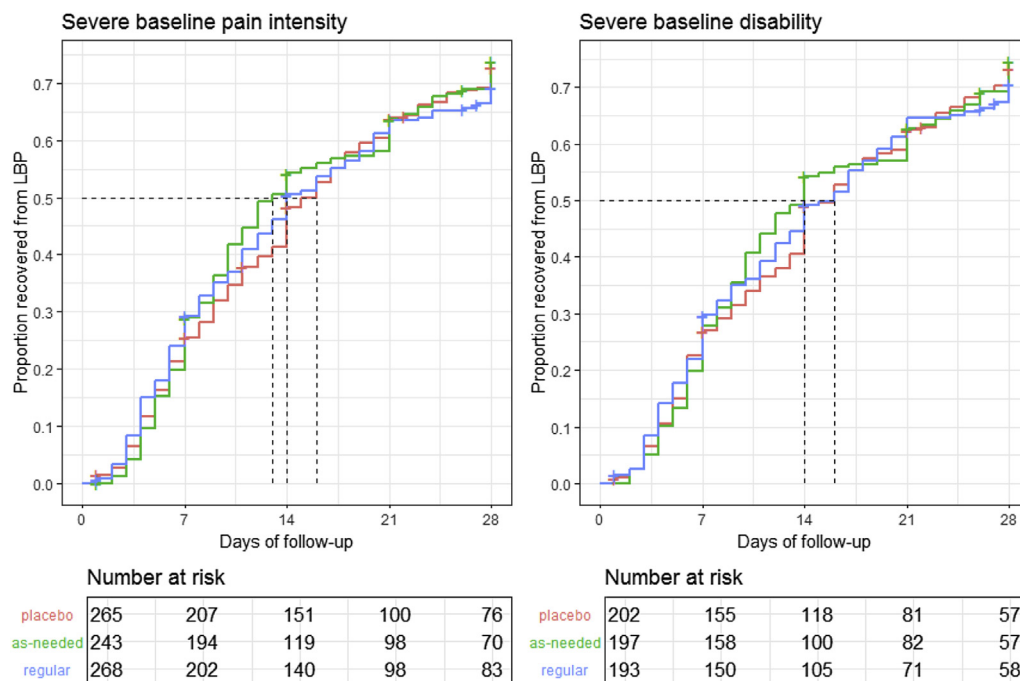 Severe baseline pain intensity
Proportion recovered from LBP
0.7
0.6
0.5
0.4
0.3
0.2
0.1
0.0
0 7 14 21 28
Days of follow-up
Number at risk
placebo 265 207 151 100 76
as-needed 243 194 119 98 70
regular 268 202 140 98 83
Severe baseline disability
Proportion recovered from LBP
0.7
0.6
0.5
0.4
0.3
0.2
0.1
0.0
0 7 14 21 28
Days of follow-up
Number at risk
placebo 202 155 118 81 57
as-needed 197 158 100 82 57
regular 193 150 105 71 58